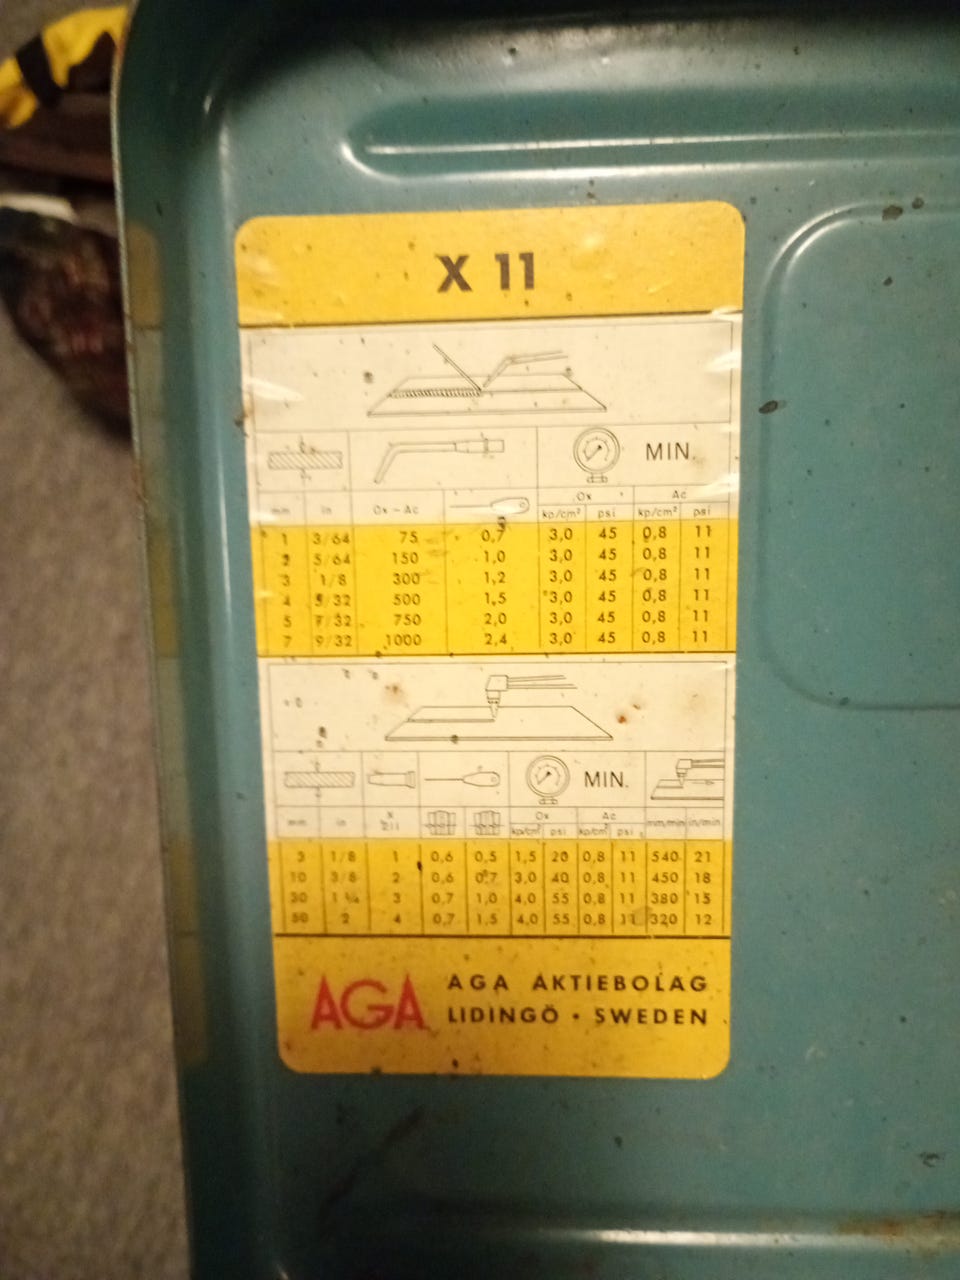 X 11
MIN.
Ox Ac
mm in Ox – Ac kp/cm² psi kp/cm² psi
1 3/64 75 0,7 3,0 45 0,8 11
2 5/64 150 1,0 3,0 45 0,8 11
3 1/8 300 1,2 3,0 45 0,8 11
4 5/32 500 1,5 3,0 45 0,8 11
5 7/32 750 2,0 3,0 45 0,8 11
7 9/32 1000 2,4 3,0 45 0,8 11
MIN.
X Ox Ac
mm in 211 kp/cm² psi kp/cm² psi mm/min in/min
3 1/8 1 0,6 0,5 1,5 20 0,8 11 540 21
10 3/8 2 0,6 0,7 3,0 40 0,8 11 450 18
30 1 ¼ 3 0,7 1,0 4,0 55 0,8 11 380 15
50 2 4 0,7 1,5 4,0 55 0,8 11 320 12
AGA AGA AKTIEBOLAG
LIDINGÖ • SWEDEN